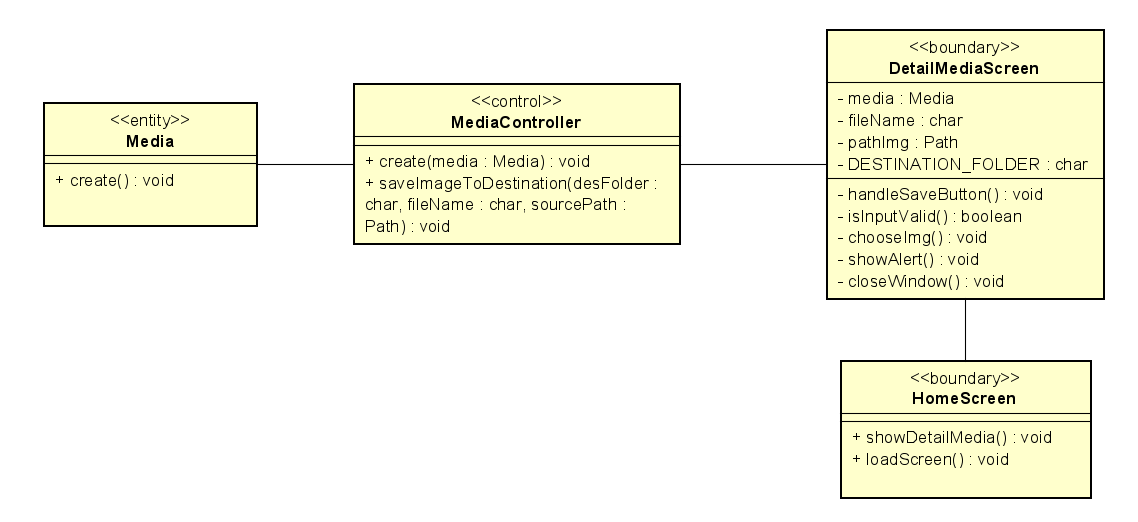 <<entity>>
Media
+ create() : void
<<control>>
MediaController
+ create(media : Media) : void
+ saveImageToDestination(desFolder :
char, fileName : char, sourcePath :
Path) : void
<<boundary>>
DetailMediaScreen
- media : Media
- fileName : char
- pathImg : Path
- DESTINATION_FOLDER : char
- handleSaveButton() : void
- isInputValid() : boolean
- chooseImg() : void
- showAlert() : void
- closeWindow() : void
<<boundary>>
HomeScreen
+ showDetailMedia() : void
+ loadScreen() : void